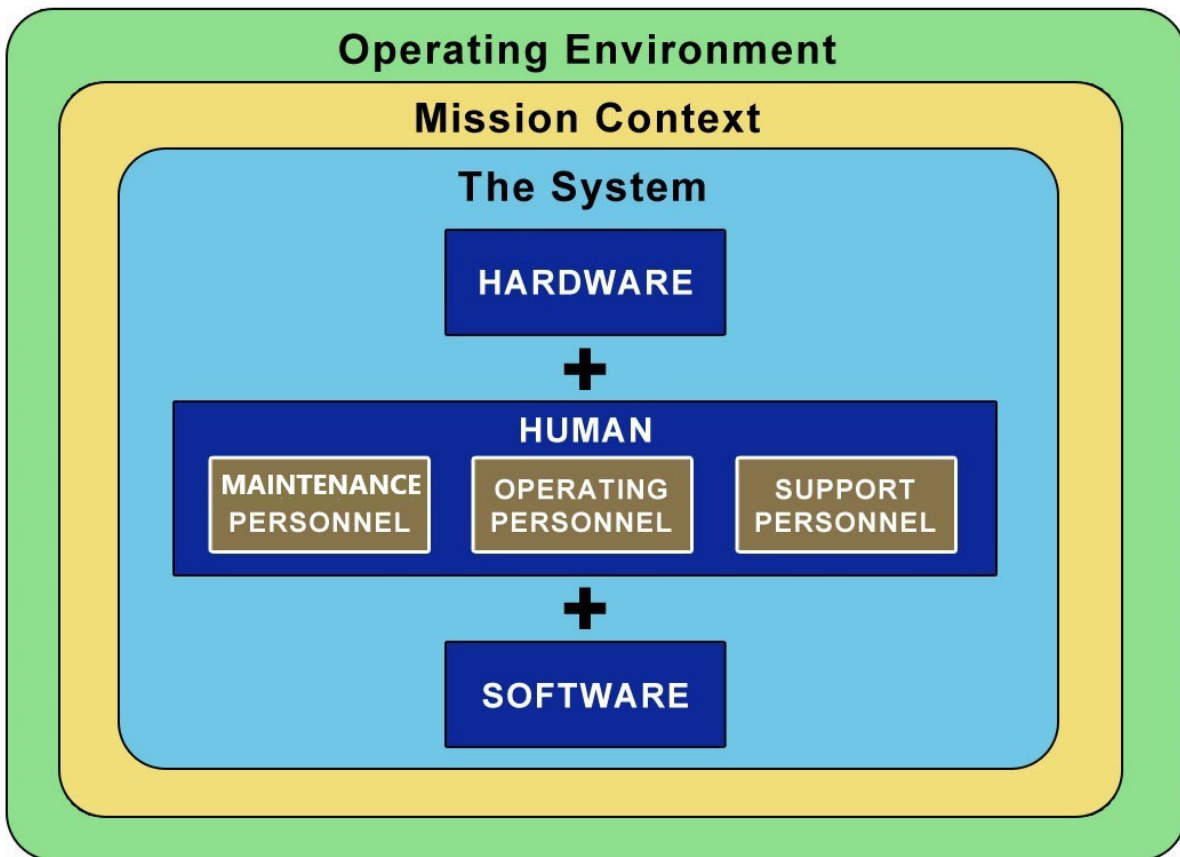 Operating Environment
Mission Context
The System
HARDWARE
+
HUMAN
MAINTENANCE
PERSONNEL
OPERATING
PERSONNEL
SUPPORT
PERSONNEL
+
SOFTWARE